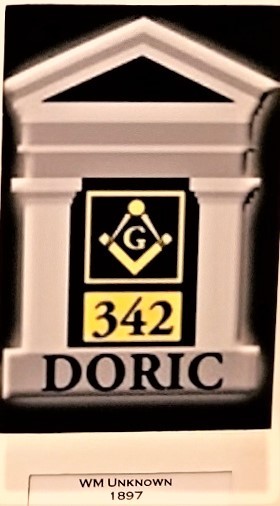 G
342
DORIC
WM UNKNOWN
1897